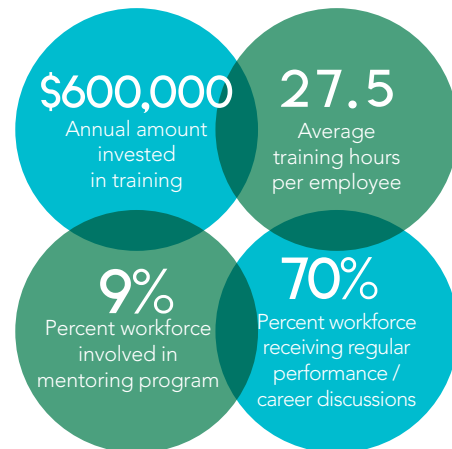 $600,000
Annual amount
invested
in training
27.5
Average
training hours
per employee
9%
Percent workforce
involved in
mentoring program
70%
Percent workforce
receiving regular
performance /
career discussions